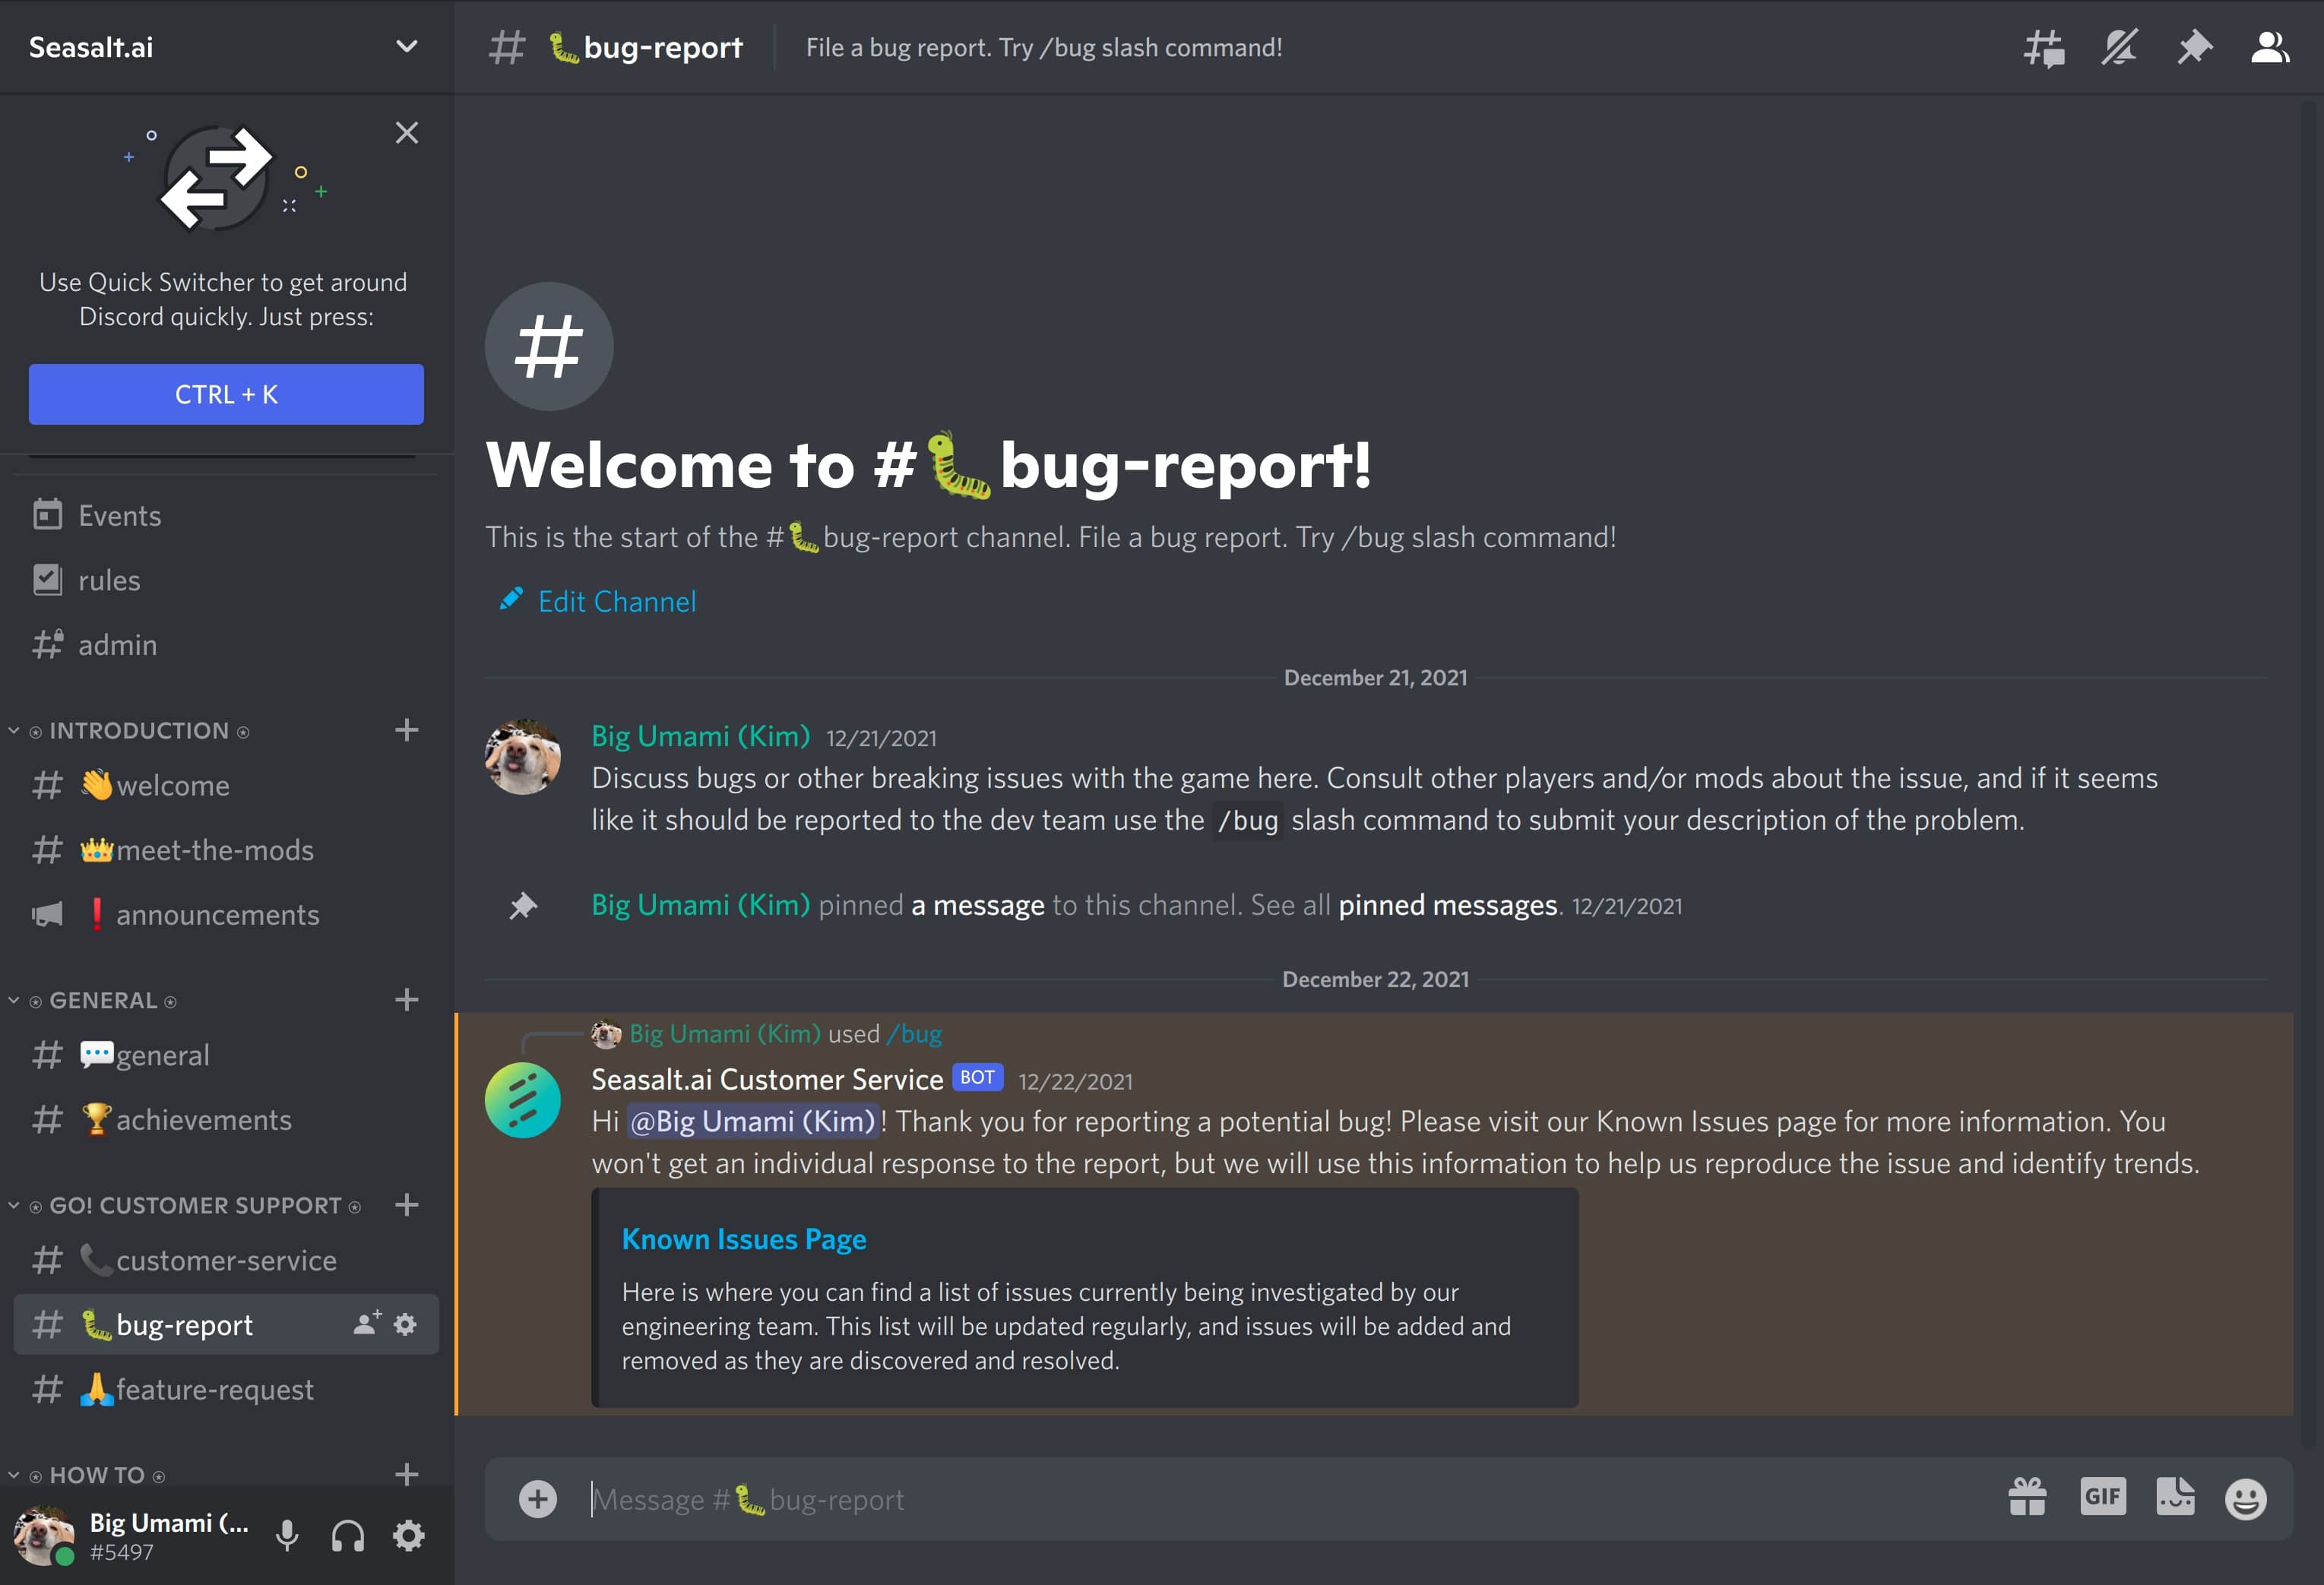 Seasalt.ai
Use Quick Switcher to get around
Discord quickly. Just press:
CTRL + K
Events
rules
admin
INTRODUCTION
# 👋welcome
# 👑meet-the-mods
❗announcements
GENERAL
# 💬general
# 🏆achievements
GO! CUSTOMER SUPPORT
# 📞customer-service
# 🐛bug-report
# 🙏feature-request
HOW TO
Big Umami (...
#5497
# 🐛bug-report
File a bug report. Try /bug slash command!
Welcome to #🐛bug-report!
This is the start of the #🐛bug-report channel. File a bug report. Try /bug slash command!
Edit Channel
December 21, 2021
Big Umami (Kim) 12/21/2021
Discuss bugs or other breaking issues with the game here. Consult other players and/or mods about the issue, and if it seems
like it should be reported to the dev team use the /bug slash command to submit your description of the problem.
Big Umami (Kim) pinned a message to this channel. See all pinned messages. 12/21/2021
December 22, 2021
Big Umami (Kim) used /bug
Seasalt.ai Customer Service BOT 12/22/2021
Hi @Big Umami (Kim)! Thank you for reporting a potential bug! Please visit our Known Issues page for more information. You
won't get an individual response to the report, but we will use this information to help us reproduce the issue and identify trends.
Known Issues Page
Here is where you can find a list of issues currently being investigated by our
engineering team. This list will be updated regularly, and issues will be added and
removed as they are discovered and resolved.
Message #🐛bug-report
GIF